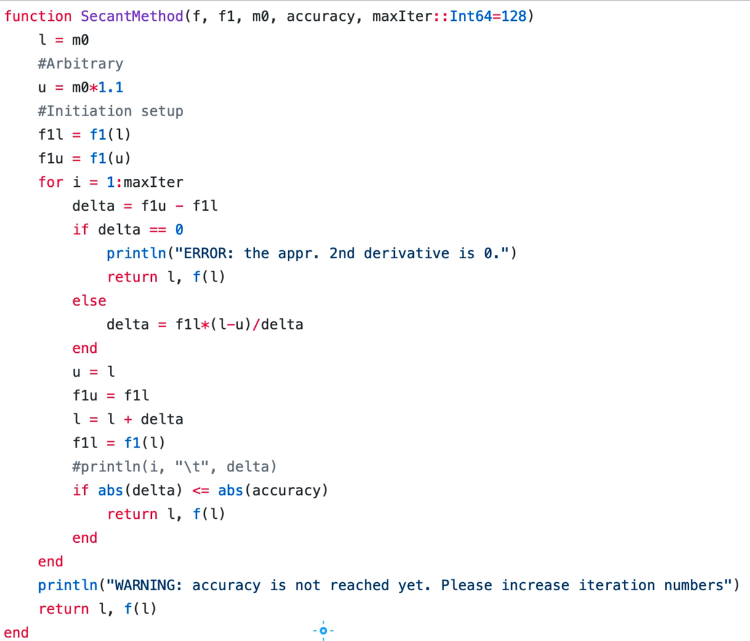 function SecantMethod(f, f1, m0, accuracy, maxIter::Int64=128)
    l = m0
    #Arbitrary
    u = m0*1.1
    #Initiation setup
    f1l = f1(l)
    f1u = f1(u)
    for i = 1:maxIter
        delta = f1u - f1l
        if delta == 0
            println("ERROR: the appr. 2nd derivative is 0.")
            return l, f(l)
        else
            delta = f1l*(l-u)/delta
        end
        u = l
        f1u = f1l
        l = l + delta
        f1l = f1(l)
        #println(i, "\t", delta)
        if abs(delta) <= abs(accuracy)
            return l, f(l)
        end
    end
    println("WARNING: accuracy is not reached yet. Please increase iteration numbers")
    return l, f(l)
end